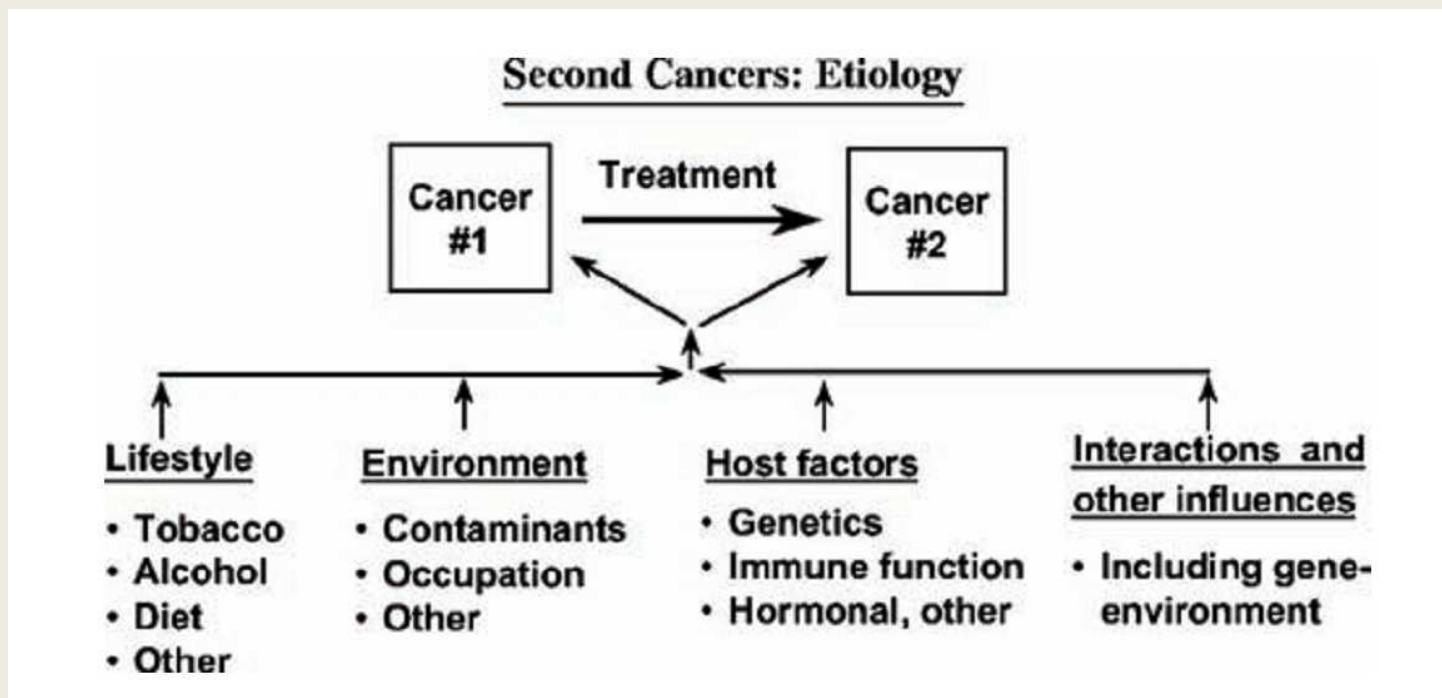 Second Cancers: Etiology
Cancer
#1
Treatment
Cancer
#2
Lifestyle
• Tobacco
• Alcohol
• Diet
• Other
Environment
• Contaminants
• Occupation
• Other
Host factors
• Genetics
• Immune function
• Hormonal, other
Interactions and
other influences
• Including gene-
environment